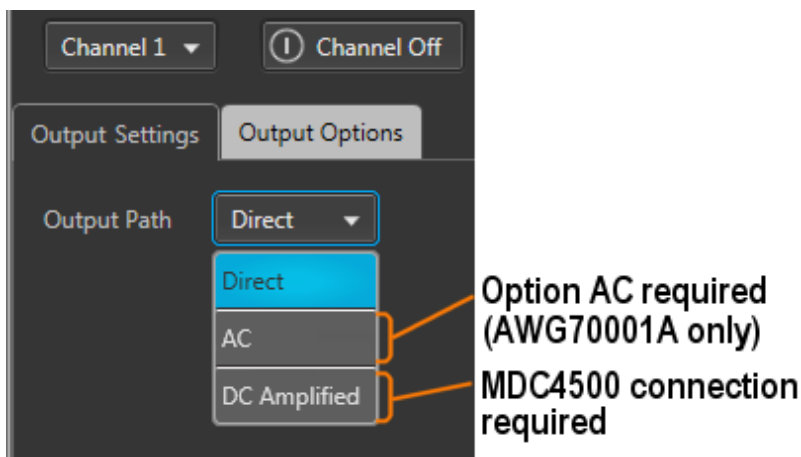 Channel 1
Channel Off
Output Settings
Output Options
Output Path
Direct
Direct
AC
DC Amplified
Option AC required
(AWG70001A only)
MDC4500 connection
required